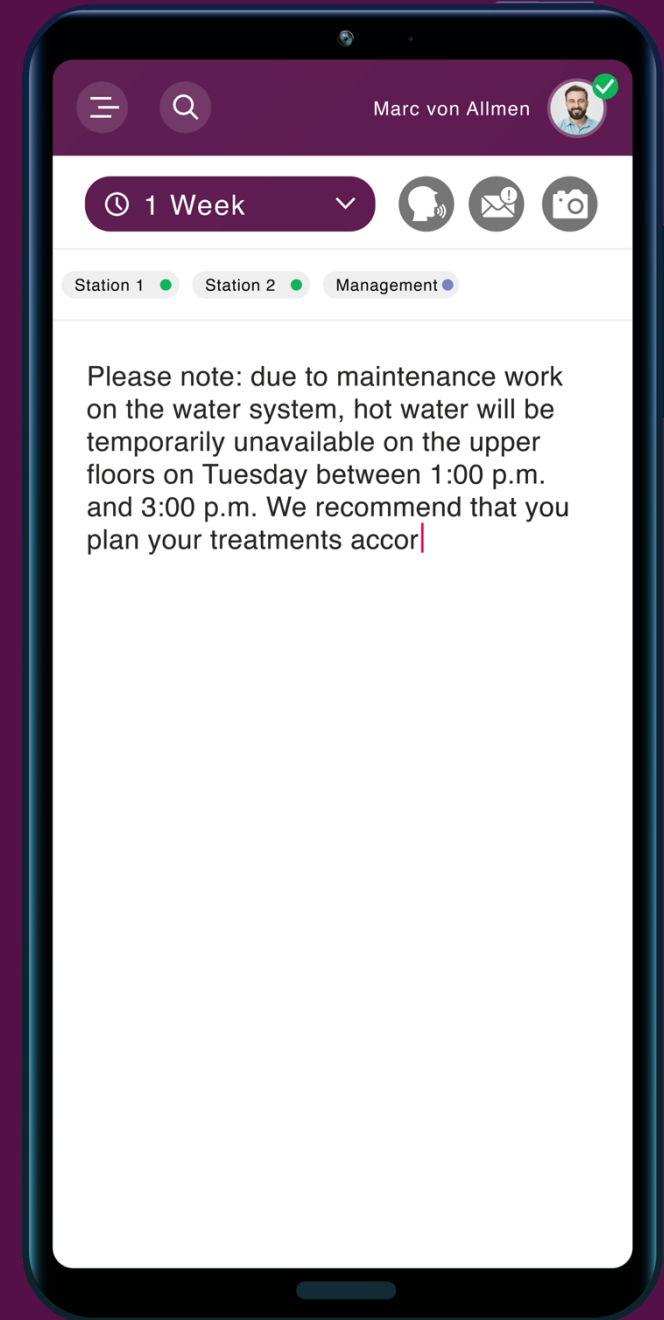 Marc von Allmen
1 Week
Station 1
Station 2
Management
Please note: due to maintenance work
on the water system, hot water will be
temporarily unavailable on the upper
floors on Tuesday between 1:00 p.m.
and 3:00 p.m. We recommend that you
plan your treatments accor